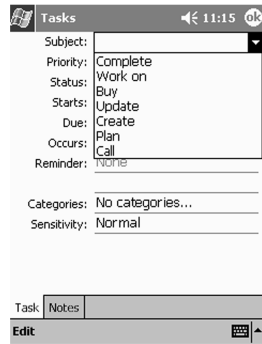 Tasks 11:15 ok
Subject:
Priority: Complete
Status: Work on
Buy
Starts: Update
Due: Create
Occurs: Plan
Call
Reminder: None
Categories: No categories...
Sensitivity: Normal
Task Notes
Edit